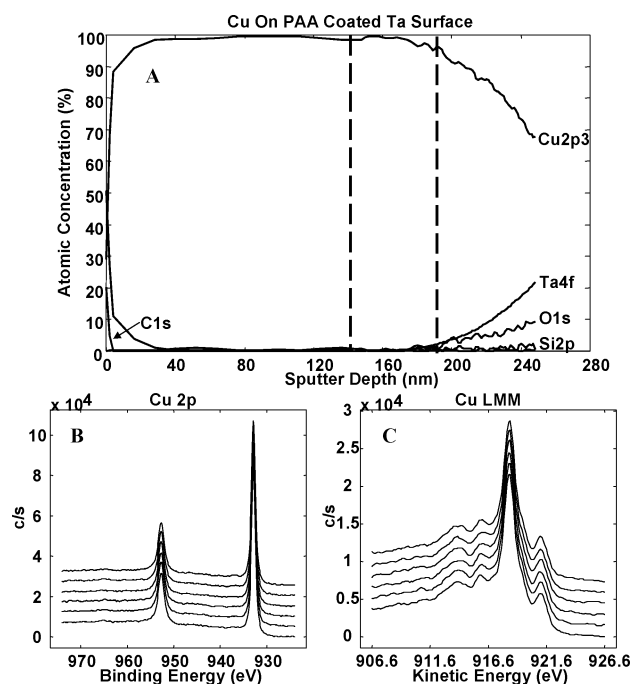 Cu On PAA Coated Ta Surface
100
90
80
70
60
50
40
30
20
10
0
Atomic Concentration (%)
A
Cu2p3
Ta4f
O1s
Si2p
C1s
0 40 80 120 160 200 240 280
Sputter Depth (nm)
x 10^4
Cu 2p
B
10
8
6
4
2
0
c/s
970 960 950 940 930
Binding Energy (eV)
x 10^4
Cu LMM
C
3
2.5
2
1.5
1
0.5
0
c/s
906.6 911.6 916.6 921.6 926.6
Kinetic Energy (eV)